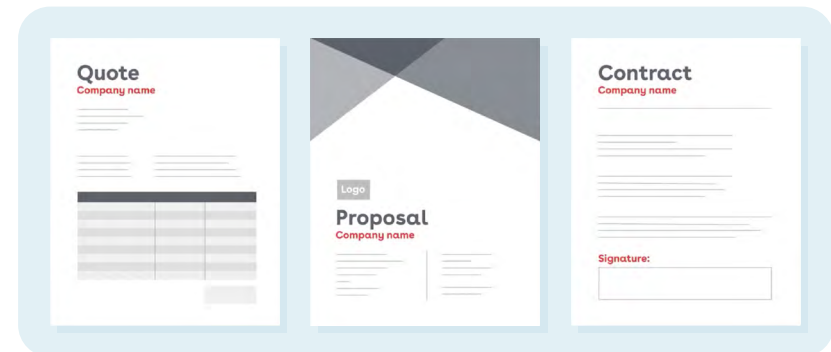 Quote
Company name
Logo
Proposal
Company name
Contract
Company name
Signature: